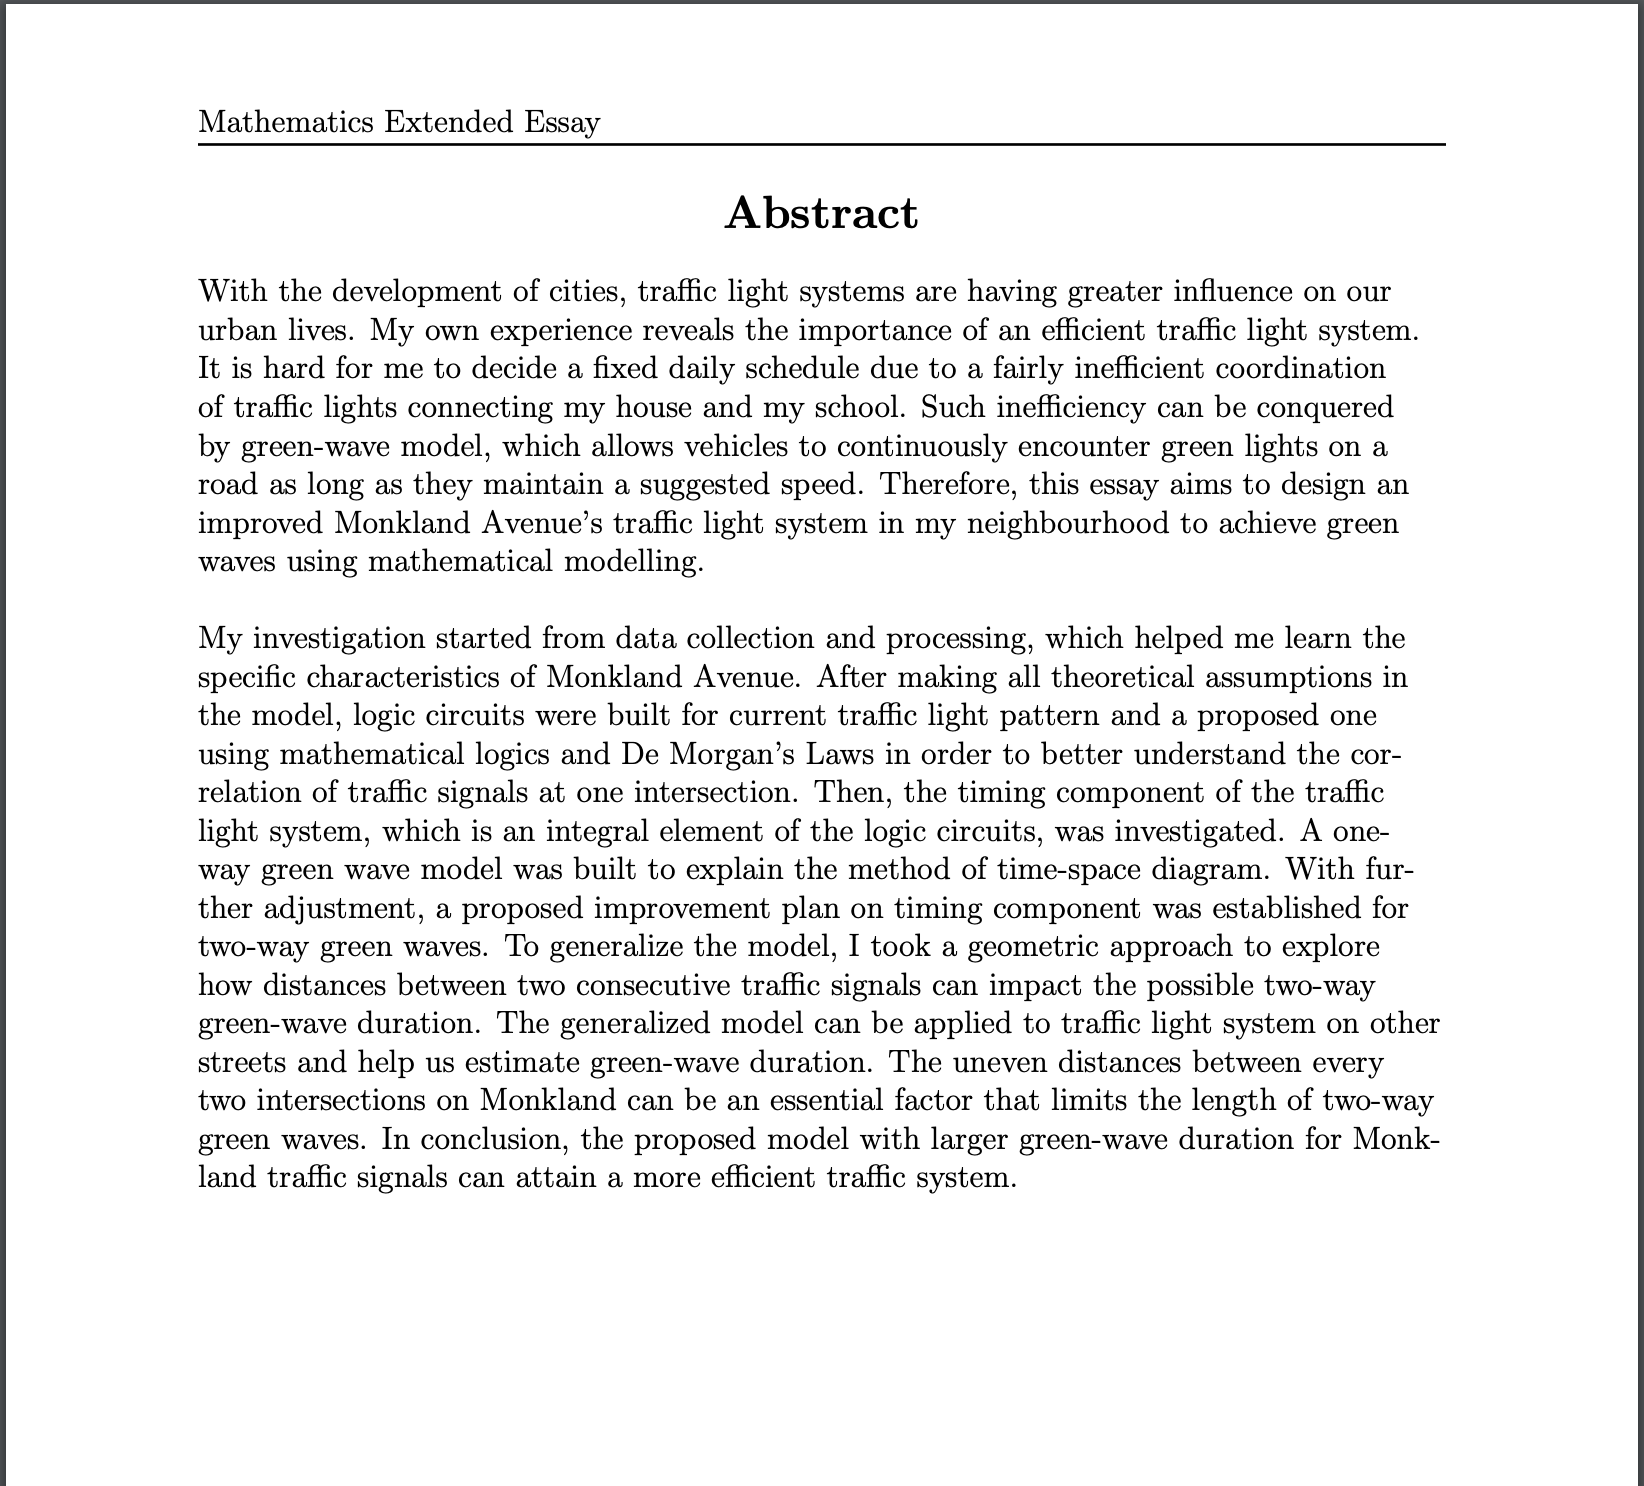 Mathematics Extended Essay
Abstract
With the development of cities, traffic light systems are having greater influence on our
urban lives. My own experience reveals the importance of an efficient traffic light system.
It is hard for me to decide a fixed daily schedule due to a fairly inefficient coordination
of traffic lights connecting my house and my school. Such inefficiency can be conquered
by green-wave model, which allows vehicles to continuously encounter green lights on a
road as long as they maintain a suggested speed. Therefore, this essay aims to design an
improved Monkland Avenue's traffic light system in my neighbourhood to achieve green
waves using mathematical modelling.
My investigation started from data collection and processing, which helped me learn the
specific characteristics of Monkland Avenue. After making all theoretical assumptions in
the model, logic circuits were built for current traffic light pattern and a proposed one
using mathematical logics and De Morgan's Laws in order to better understand the cor-
relation of traffic signals at one intersection. Then, the timing component of the traffic
light system, which is an integral element of the logic circuits, was investigated. A one-
way green wave model was built to explain the method of time-space diagram. With fur-
ther adjustment, a proposed improvement plan on timing component was established for
two-way green waves. To generalize the model, I took a geometric approach to explore
how distances between two consecutive traffic signals can impact the possible two-way
green-wave duration. The generalized model can be applied to traffic light system on other
streets and help us estimate green-wave duration. The uneven distances between every
two intersections on Monkland can be an essential factor that limits the length of two-way
green waves. In conclusion, the proposed model with larger green-wave duration for Monk-
land traffic signals can attain a more efficient traffic system.